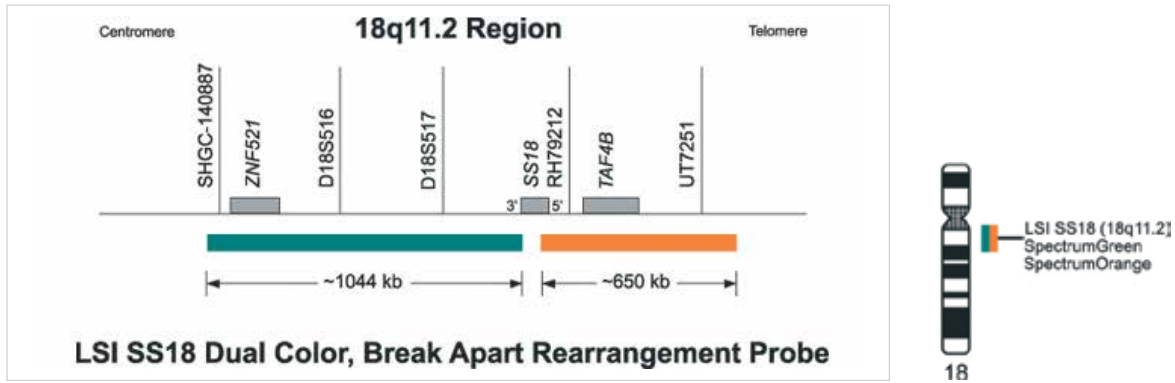 Centromere
18q11.2 Region
Telomere
SHGC-140887
ZNF521
D18S516
D18S517
SS18
RH79212
TAF4B
UT7251
3'
5'
~1044 kb
~650 kb
LSI SS18 Dual Color, Break Apart Rearrangement Probe
LSI SS18 (18q11.2)
SpectrumGreen
SpectrumOrange
18